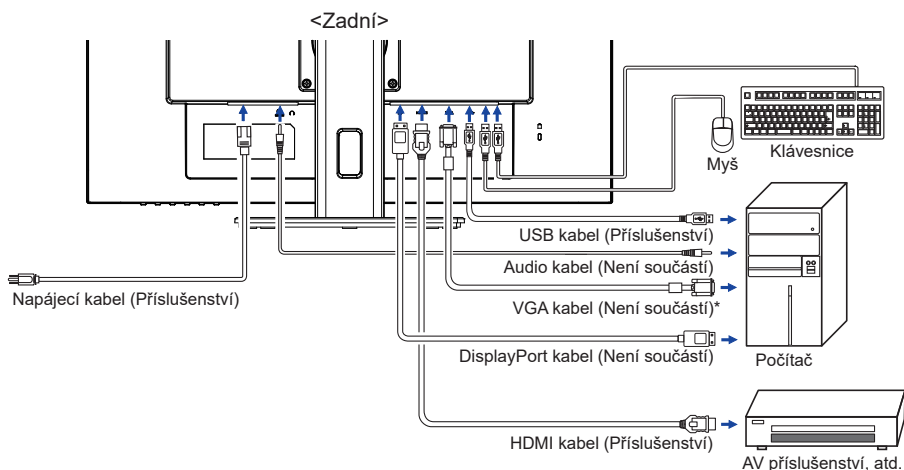 <Zadní>
Myš
Klávesnice
USB kabel (Příslušenství)
Audio kabel (Není součástí)
Napájecí kabel (Příslušenství)
VGA kabel (Není součástí)*
DisplayPort kabel (Není součástí)
Počítač
HDMI kabel (Příslušenství)
AV příslušenství, atd.